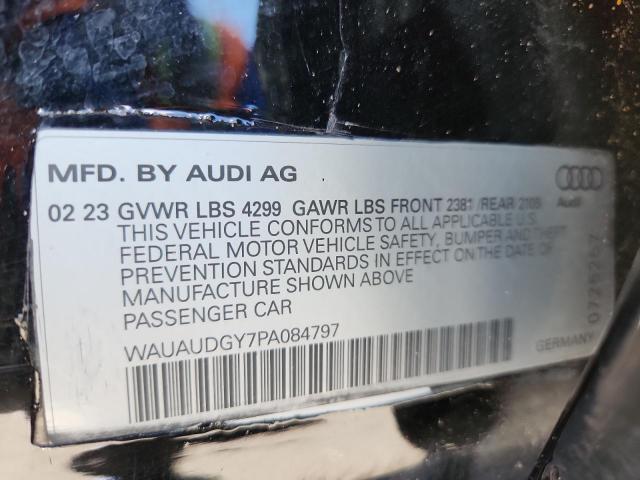 MFD. BY AUDI AG
02 23 GVWR LBS 4299 GAWR LBS FRONT 2381 /REAR 2105
THIS VEHICLE CONFORMS TO ALL APPLICABLE U.S.
FEDERAL MOTOR VEHICLE SAFETY, BUMPER AND THEFT
PREVENTION STANDARDS IN EFFECT ON THE DATE OF
MANUFACTURE SHOWN ABOVE
PASSENGER CAR
WAUAUDGY7PA084797
Audi
GERMANY